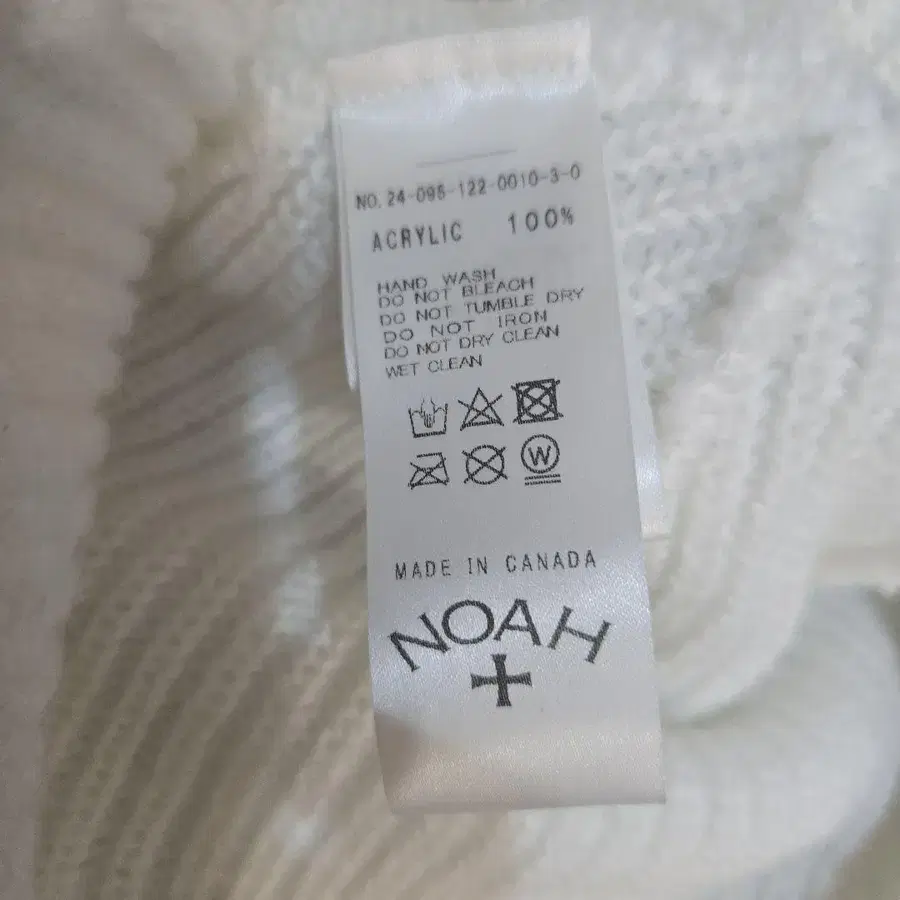 NO. 24-096-122-0010-3-0
ACRYLIC 100%
HAND WASH
DO NOT BLEACH
DO NOT TUMBLE DRY
DO NOT IRON
DO NOT DRY CLEAN
WET CLEAN
W
MADE IN CANADA
NOAH